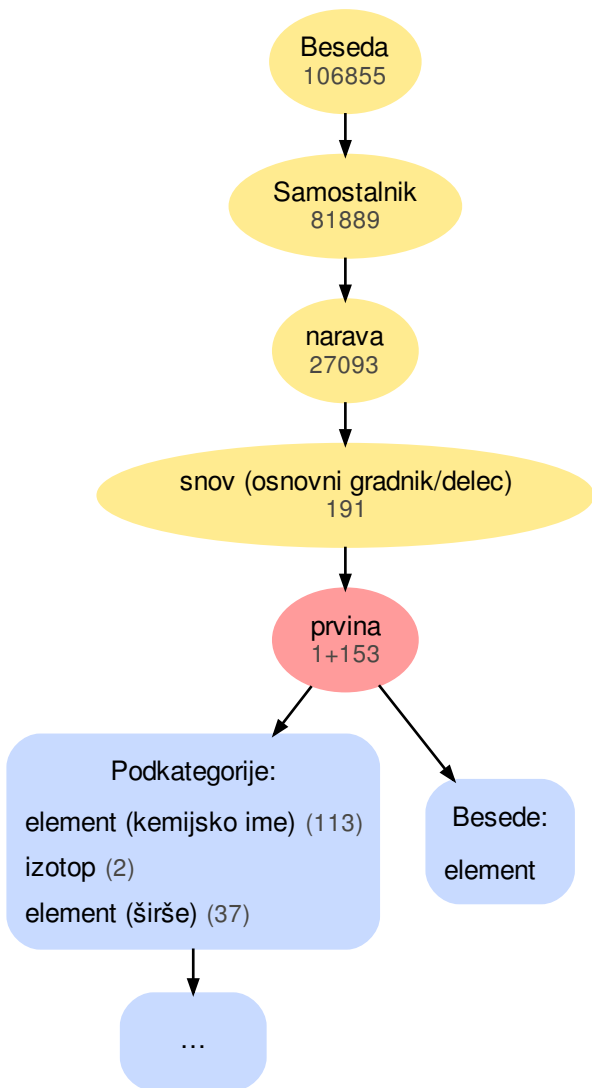 Beseda
106855
Samostalnik
81889
narava
27093
snov (osnovni gradnik/delec)
191
prvina
1+153
Podkategorije:
element (kemijsko ime) (113)
izotop (2)
element (širše) (37)
Besede:
element
...